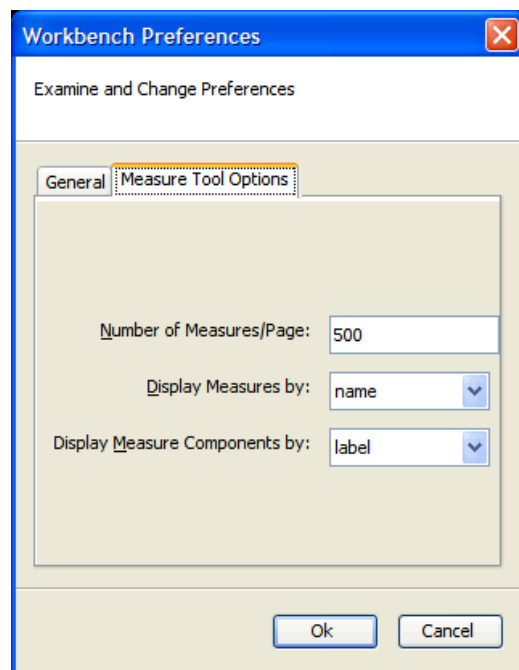 Workbench Preferences
Examine and Change Preferences
General Measure Tool Options
Number of Measures/Page: 500
Display Measures by: name
Display Measure Components by: label
Ok Cancel